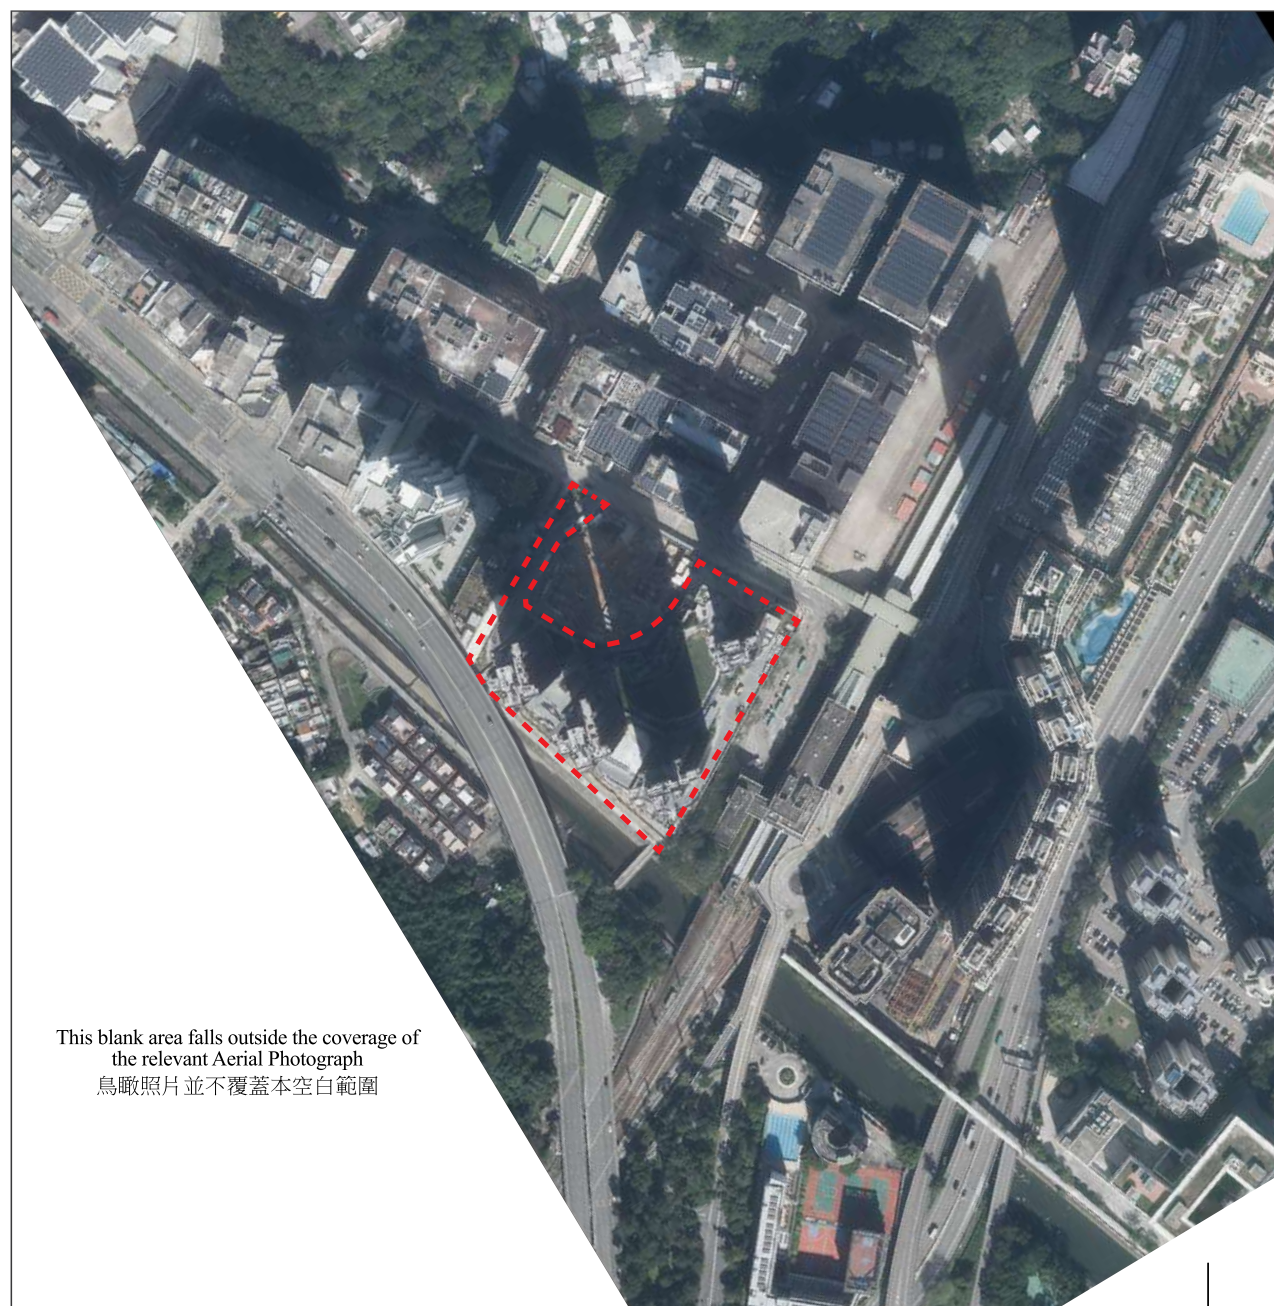 This blank area falls outside the coverage of
the relevant Aerial Photograph
鳥瞰照片並不覆蓋本空白範圍